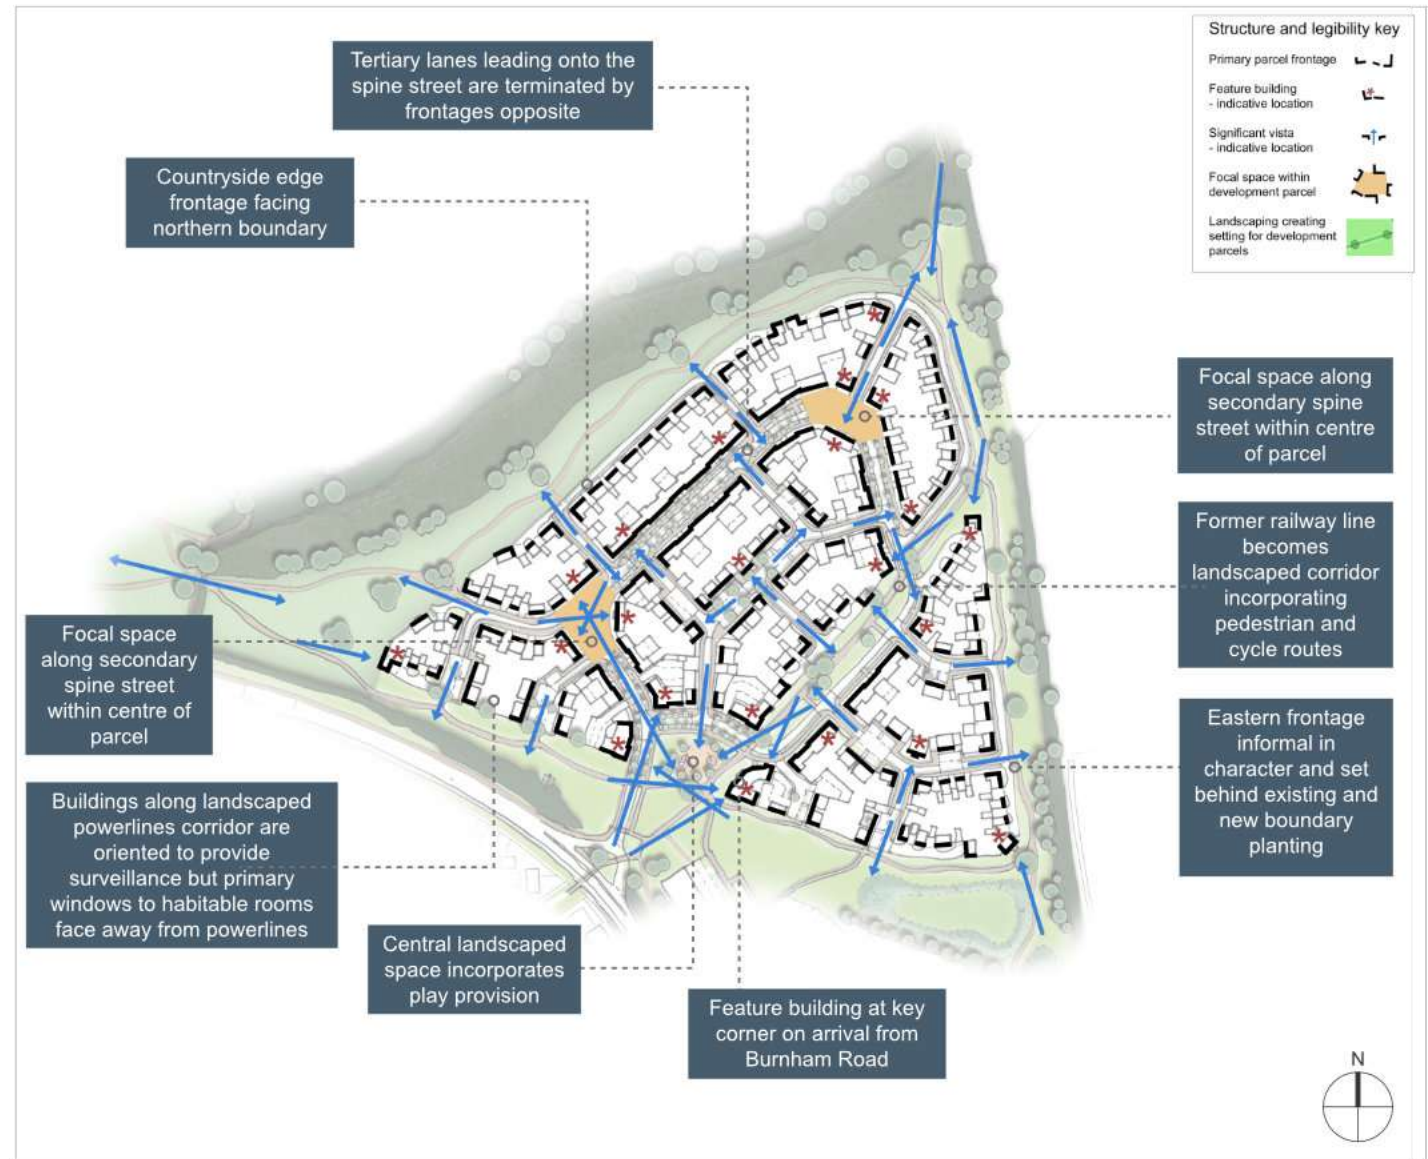 Structure and legibility key
Primary parcel frontage
Feature building
- indicative location
Significant vista
- indicative location
Focal space within
development parcel
Landscaping creating
setting for development
parcels
Tertiary lanes leading onto the
spine street are terminated by
frontages opposite
Countryside edge
frontage facing
northern boundary
Focal space along
secondary spine
street within centre
of parcel
Former railway line
becomes
landscaped corridor
incorporating
pedestrian and
cycle routes
Focal space
along secondary
spine street
within centre of
parcel
Eastern frontage
informal in
character and set
behind existing and
new boundary
planting
Buildings along landscaped
powerlines corridor are
oriented to provide
surveillance but primary
windows to habitable rooms
face away from powerlines
Central landscaped
space incorporates
play provision
Feature building at key
corner on arrival from
Burnham Road
N